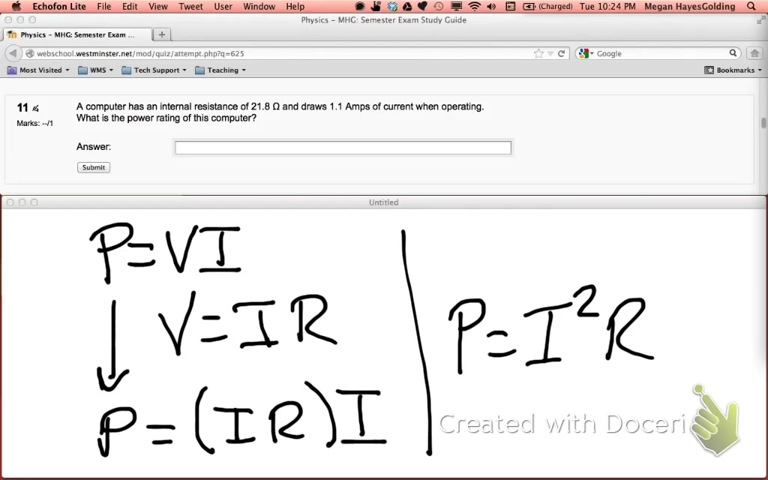 Echofon Lite File Edit View Tweet User Window Help (Charged) Tue 10:24 PM Megan HayesGolding
Physics – MHG: Semester Exam Study Guide
Physics – MHG: Semester Exam ... +
webschool.westminster.net/mod/quiz/attempt.php?q=625 Google
Most Visited WMS Tech Support Teaching Bookmarks
11 A computer has an internal resistance of 21.8 Ω and draws 1.1 Amps of current when operating.
Marks: --/1 What is the power rating of this computer?
Answer:
Submit
Untitled
P=VI
V=IR
P=(IR)I
P=I²R
Created with Doceri